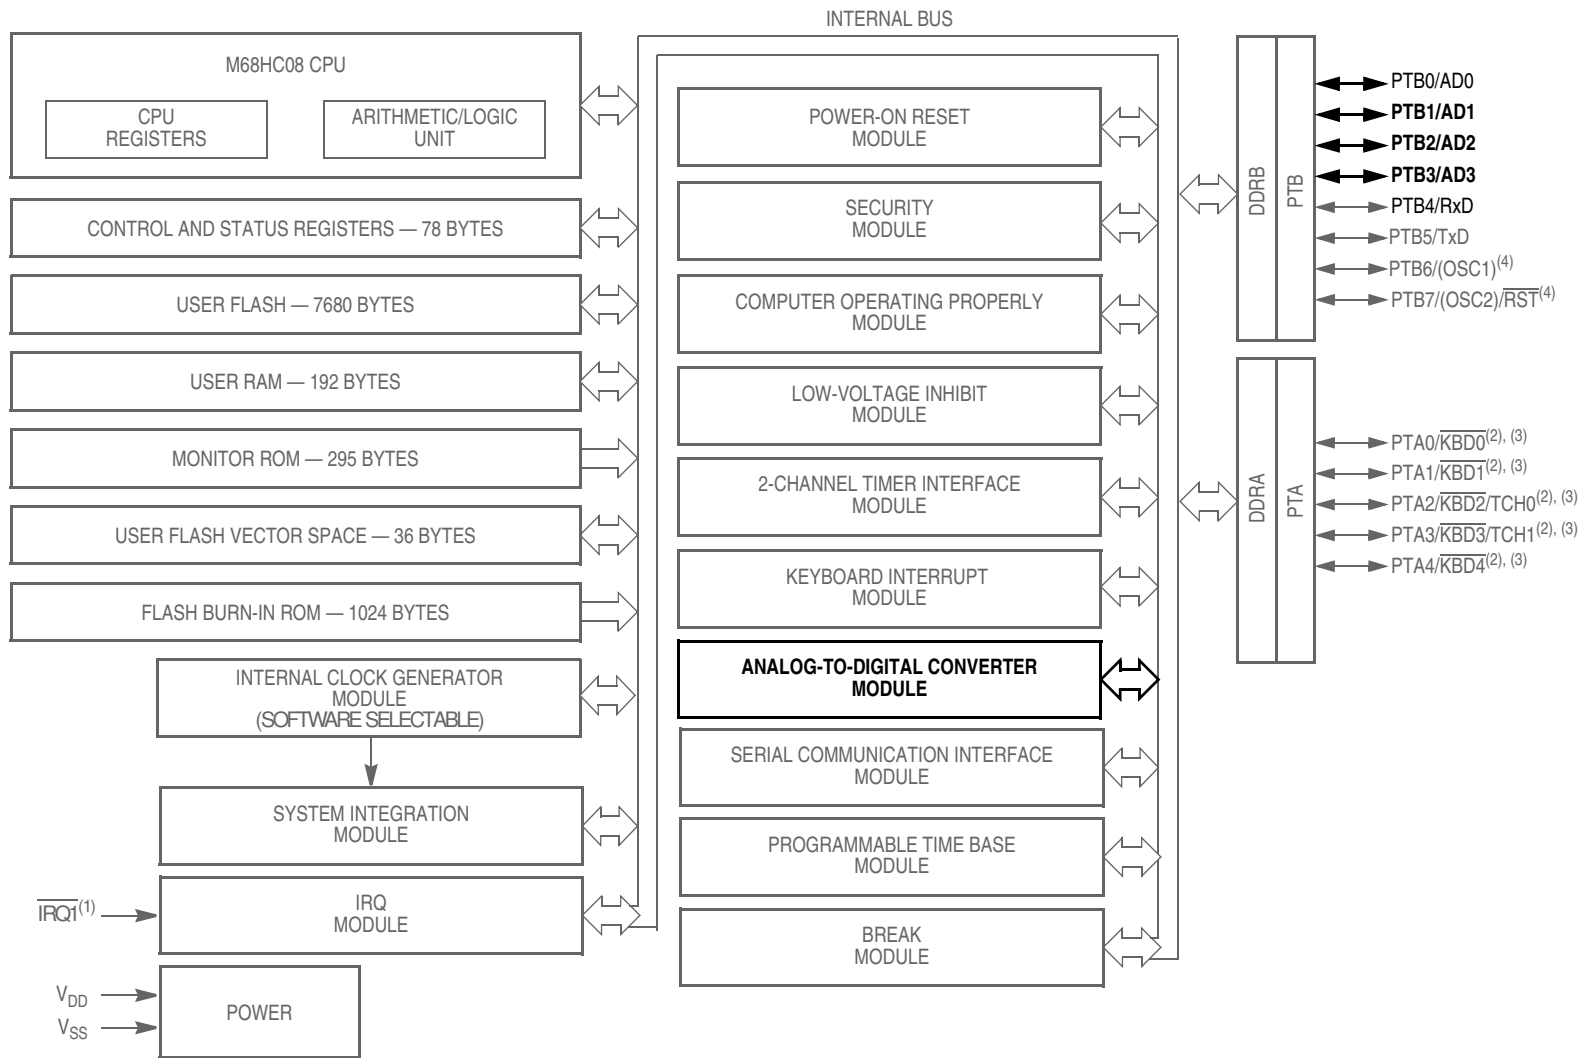 INTERNAL BUS
M68HC08 CPU
CPU
REGISTERS
ARITHMETIC/LOGIC
UNIT
CONTROL AND STATUS REGISTERS — 78 BYTES
USER FLASH — 7680 BYTES
USER RAM — 192 BYTES
MONITOR ROM — 295 BYTES
USER FLASH VECTOR SPACE — 36 BYTES
FLASH BURN-IN ROM — 1024 BYTES
INTERNAL CLOCK GENERATOR
MODULE
(SOFTWARE SELECTABLE)
SYSTEM INTEGRATION
MODULE
IRQ1(1)
IRQ
MODULE
VDD
VSS
POWER
POWER-ON RESET
MODULE
SECURITY
MODULE
COMPUTER OPERATING PROPERLY
MODULE
LOW-VOLTAGE INHIBIT
MODULE
2-CHANNEL TIMER INTERFACE
MODULE
KEYBOARD INTERRUPT
MODULE
ANALOG-TO-DIGITAL CONVERTER
MODULE
SERIAL COMMUNICATION INTERFACE
MODULE
PROGRAMMABLE TIME BASE
MODULE
BREAK
MODULE
DDRB
PTB
PTB0/AD0
PTB1/AD1
PTB2/AD2
PTB3/AD3
PTB4/RxD
PTB5/TxD
PTB6/(OSC1)(4)
PTB7/(OSC2)/RST(4)
DDRA
PTA
PTA0/KBD0(2), (3)
PTA1/KBD1(2), (3)
PTA2/KBD2/TCH0(2), (3)
PTA3/KBD3/TCH1(2), (3)
PTA4/KBD4(2), (3)